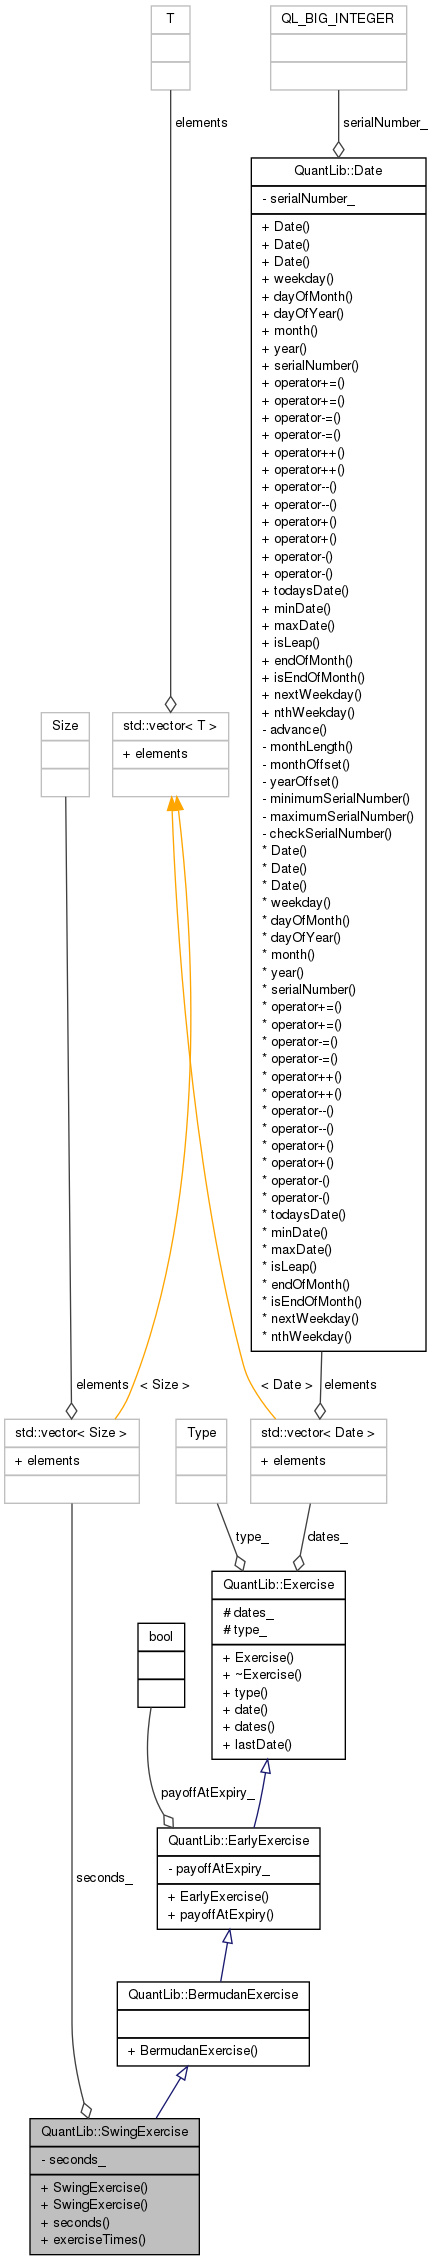 T
QL_BIG_INTEGER
elements
serialNumber_
QuantLib::Date
- serialNumber_
+ Date()
+ Date()
+ Date()
+ weekday()
+ dayOfMonth()
+ dayOfYear()
+ month()
+ year()
+ serialNumber()
+ operator+=()
+ operator+=()
+ operator-=()
+ operator-=()
+ operator++()
+ operator++()
+ operator--()
+ operator--()
+ operator+()
+ operator+()
+ operator-()
+ operator-()
+ todaysDate()
+ minDate()
+ maxDate()
+ isLeap()
+ endOfMonth()
+ isEndOfMonth()
+ nextWeekday()
+ nthWeekday()
- advance()
- monthLength()
- monthOffset()
- yearOffset()
- minimumSerialNumber()
- maximumSerialNumber()
- checkSerialNumber()
* Date()
* Date()
* Date()
* weekday()
* dayOfMonth()
* dayOfYear()
* month()
* year()
* serialNumber()
* operator+=()
* operator+=()
* operator-=()
* operator-=()
* operator++()
* operator++()
* operator--()
* operator--()
* operator+()
* operator+()
* operator-()
* operator-()
* todaysDate()
* minDate()
* maxDate()
* isLeap()
* endOfMonth()
* isEndOfMonth()
* nextWeekday()
* nthWeekday()
Size
std::vector< T >
+ elements
elements
< Size >
< Date >
elements
std::vector< Size >
+ elements
Type
std::vector< Date >
+ elements
type_
dates_
QuantLib::Exercise
# dates_
# type_
+ Exercise()
+ ~Exercise()
+ type()
+ date()
+ dates()
+ lastDate()
bool
payoffAtExpiry_
QuantLib::EarlyExercise
- payoffAtExpiry_
+ EarlyExercise()
+ payoffAtExpiry()
seconds_
QuantLib::BermudanExercise
+ BermudanExercise()
QuantLib::SwingExercise
- seconds_
+ SwingExercise()
+ SwingExercise()
+ seconds()
+ exerciseTimes()